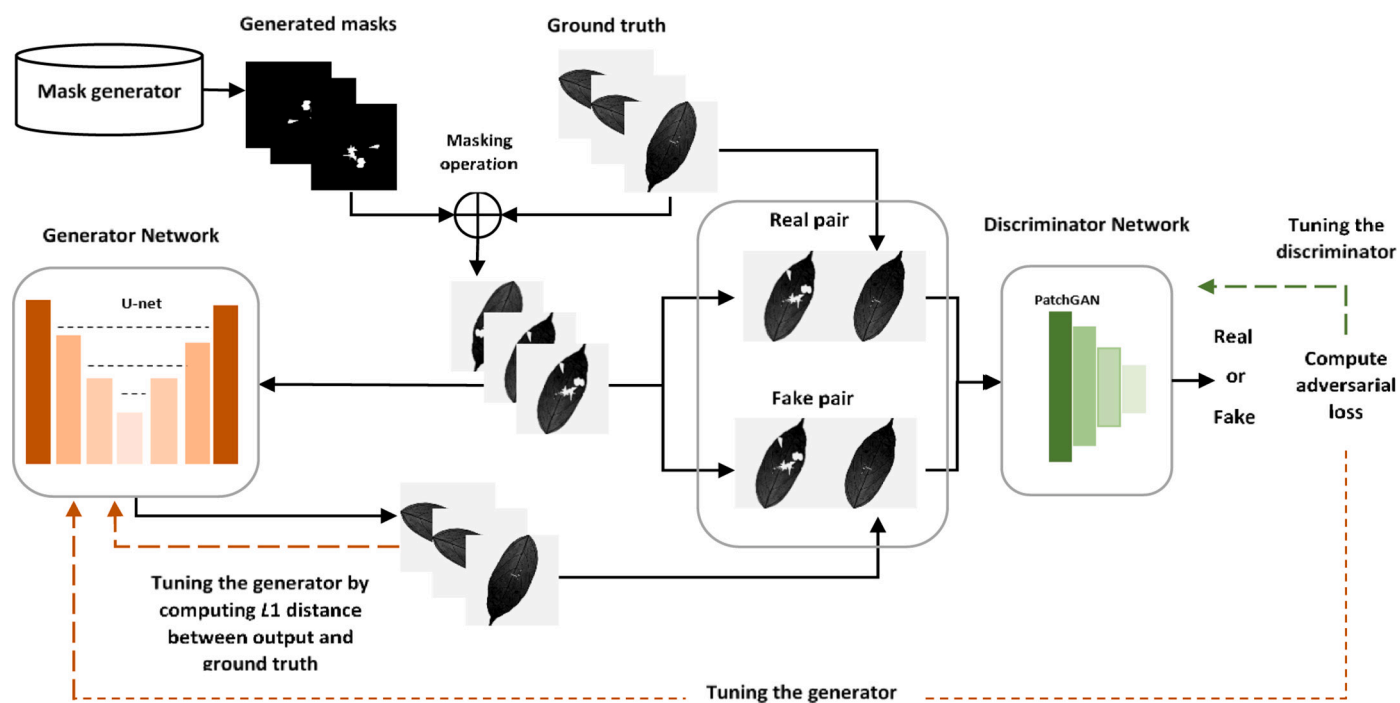 Generated masks
Ground truth
Mask generator
Masking
operation
Generator Network
U-net
Real pair
Fake pair
Discriminator Network
PatchGAN
Real
or
Fake
Tuning the
discriminator
Compute
adversarial
loss
Tuning the generator by
computing L1 distance
between output and
ground truth
Tuning the generator